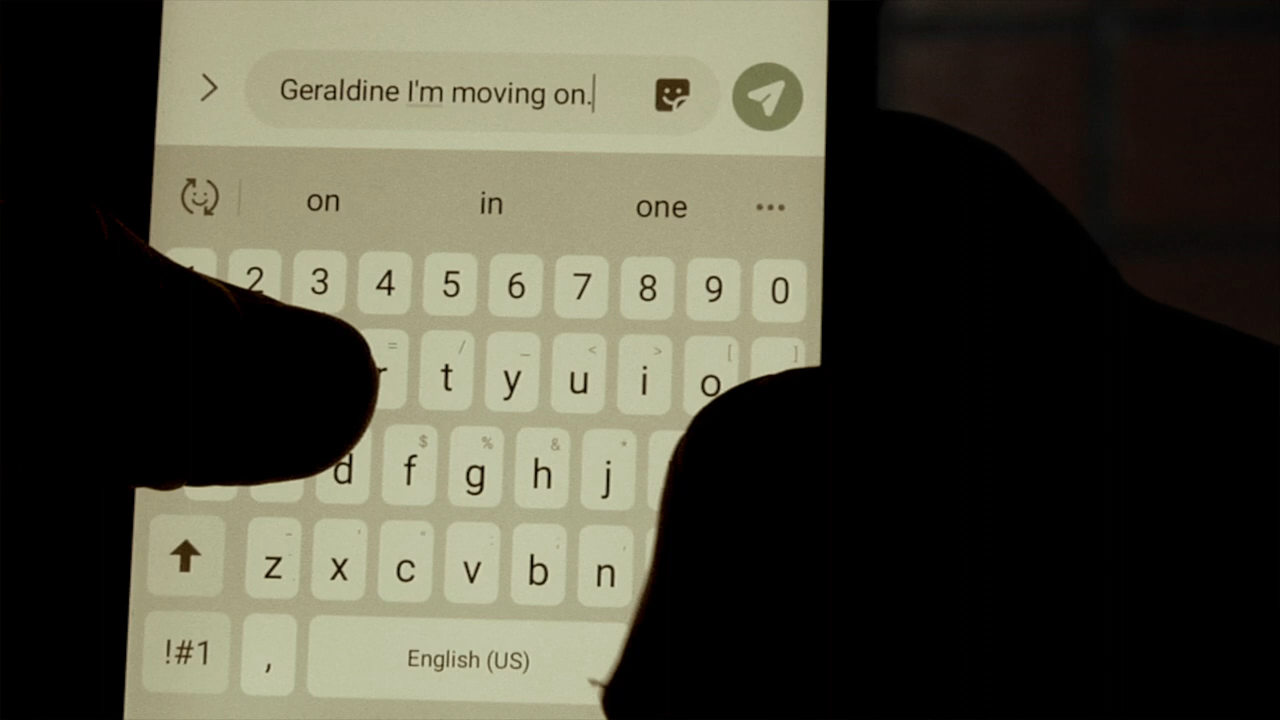 Geraldine I'm moving on.
on in one
2 3 4 5 6 7 8 9 0
= / _ < > [ ]
t y u i o
$ % & *
d f g h j
z x c v b n
!#1 , English (US)